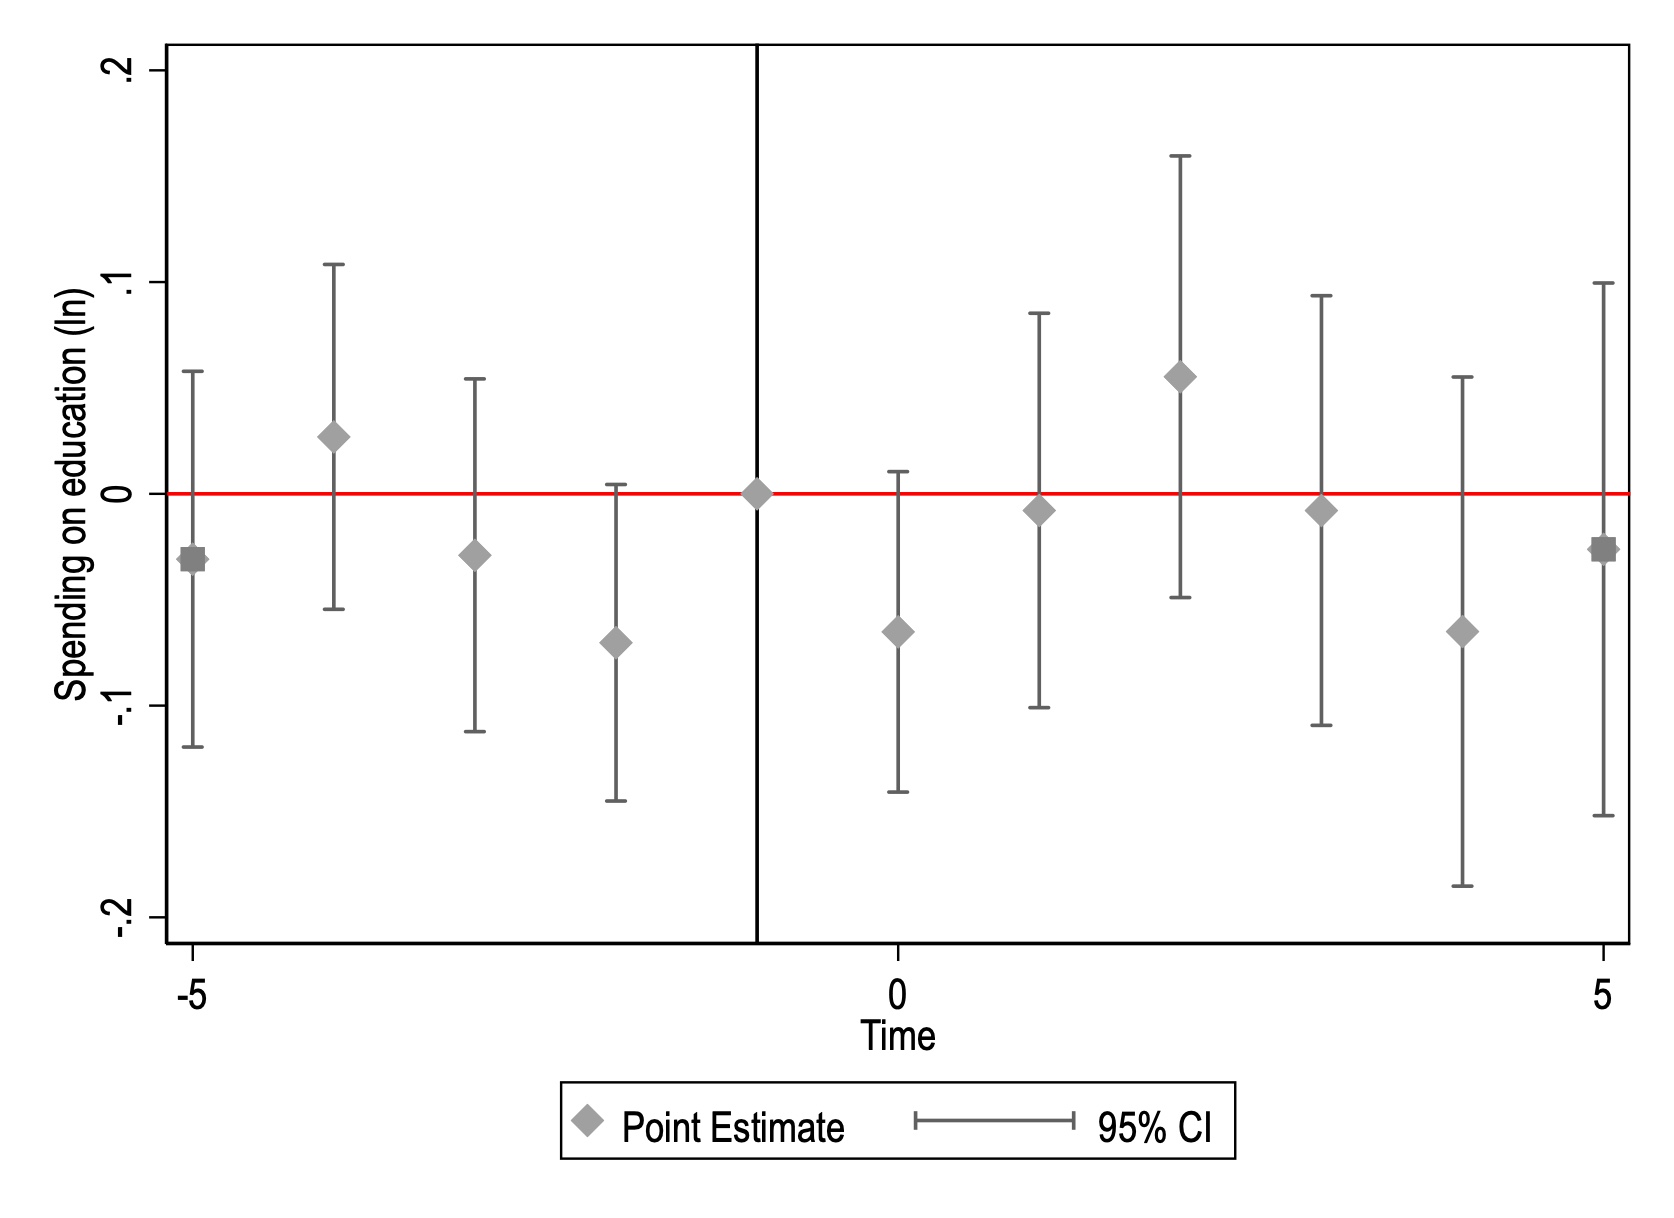 Spending on education (ln)
.2
.1
0
-.1
-.2
-5
0
5
Time
Point Estimate
95% CI